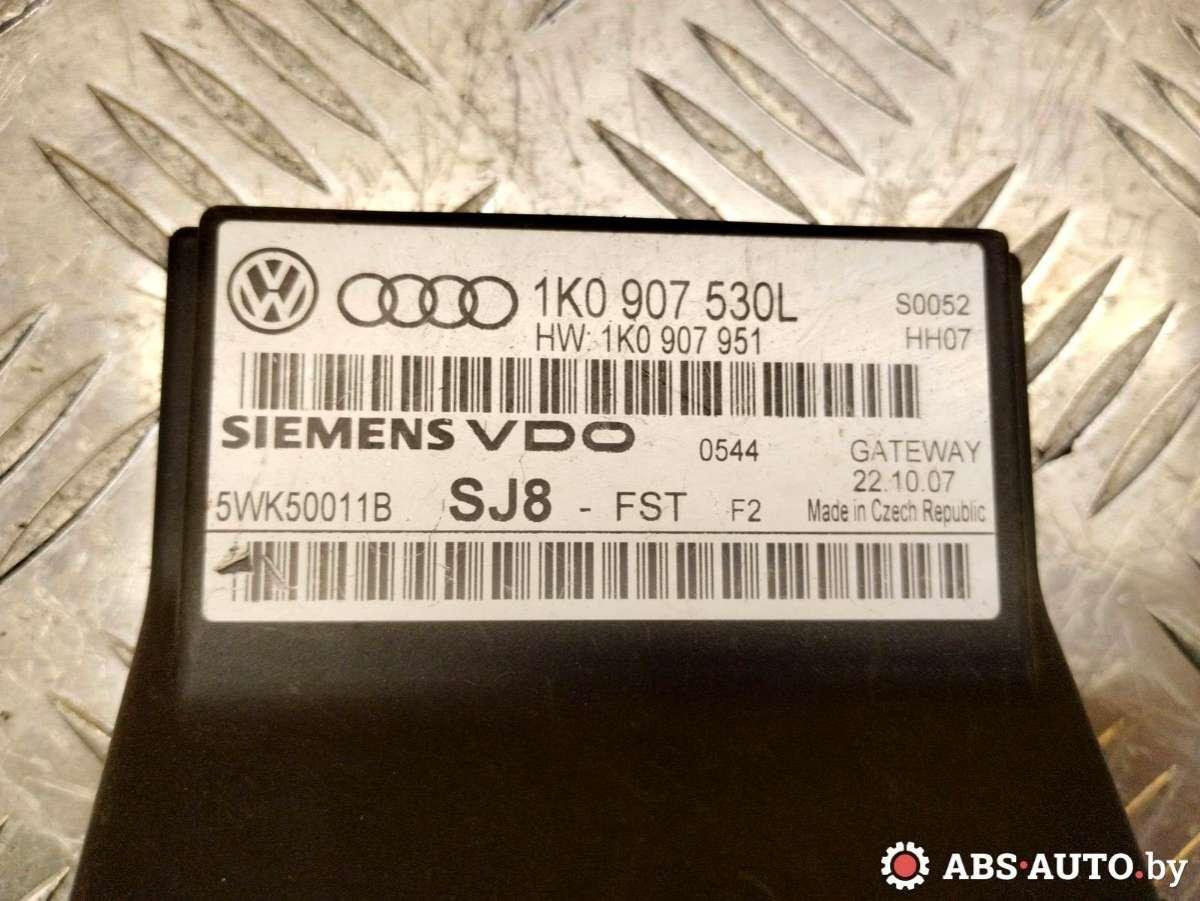 1K0 907 530L S0052
HW: 1K0 907 951 HH07
SIEMENS VDO 0544 GATEWAY
22.10.07
5WK50011B SJ8 - FST F2 Made in Czech Republic
ABS·AUTO.by